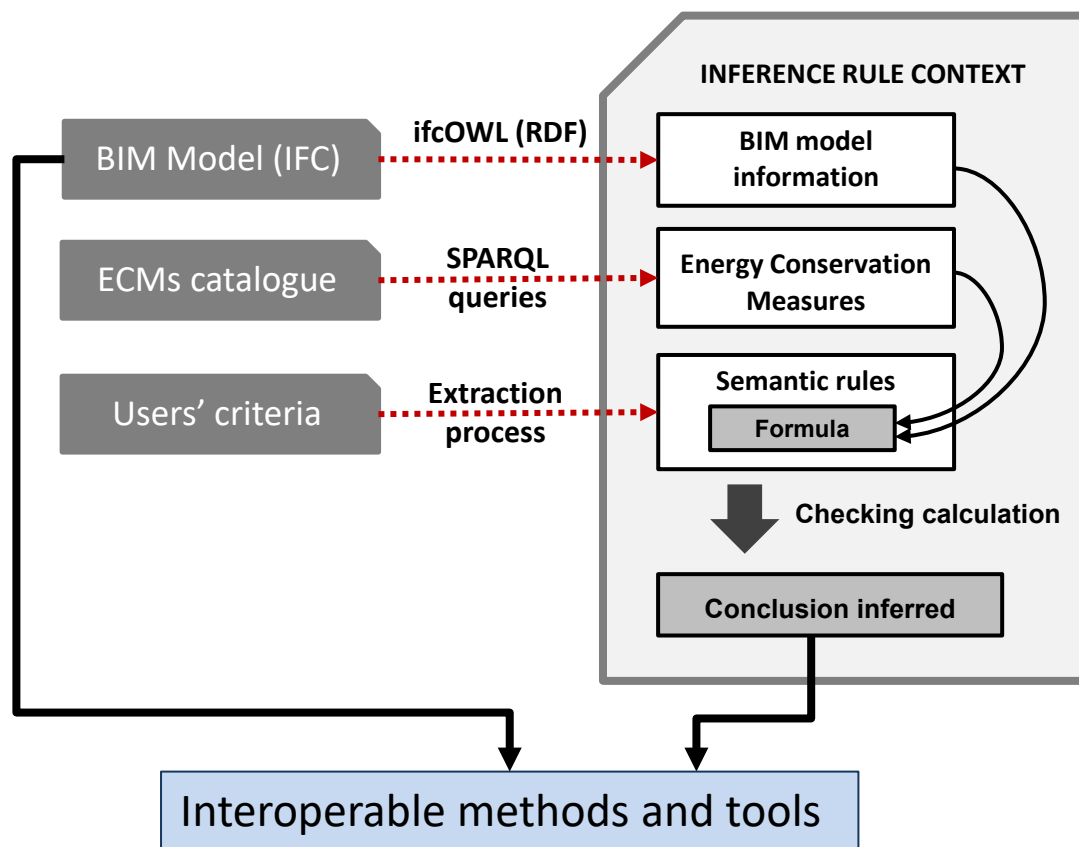 INFERENCE RULE CONTEXT
BIM Model (IFC)
ifcOWL (RDF)
BIM model
information
ECMs catalogue
SPARQL
queries
Energy Conservation
Measures
Users’ criteria
Extraction
process
Semantic rules
Formula
Checking calculation
Conclusion inferred
Interoperable methods and tools